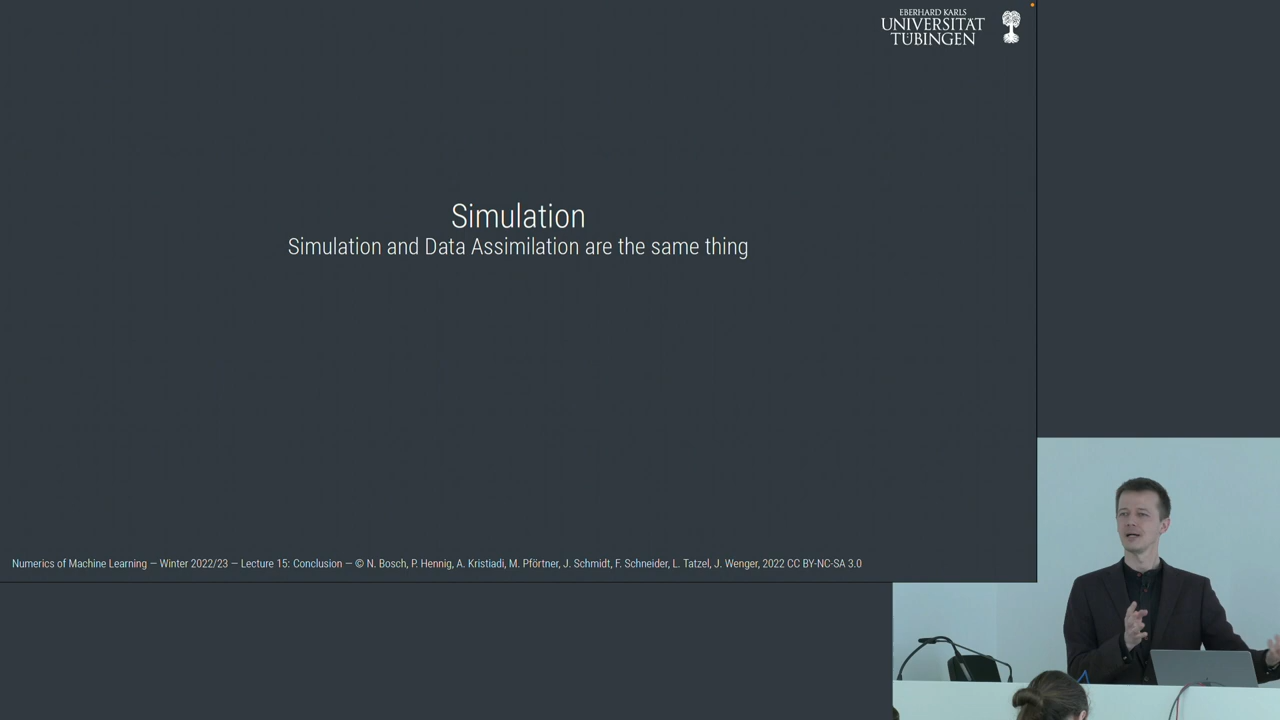 EBERHARD KARLS
UNIVERSITÄT
TÜBINGEN
Simulation
Simulation and Data Assimilation are the same thing
Numerics of Machine Learning — Winter 2022/23 — Lecture 15: Conclusion — © N. Bosch, P. Hennig, A. Kristiadi, M. Pförtner, J. Schmidt, F. Schneider, L. Tatzel, J. Wenger, 2022 CC BY-NC-SA 3.0